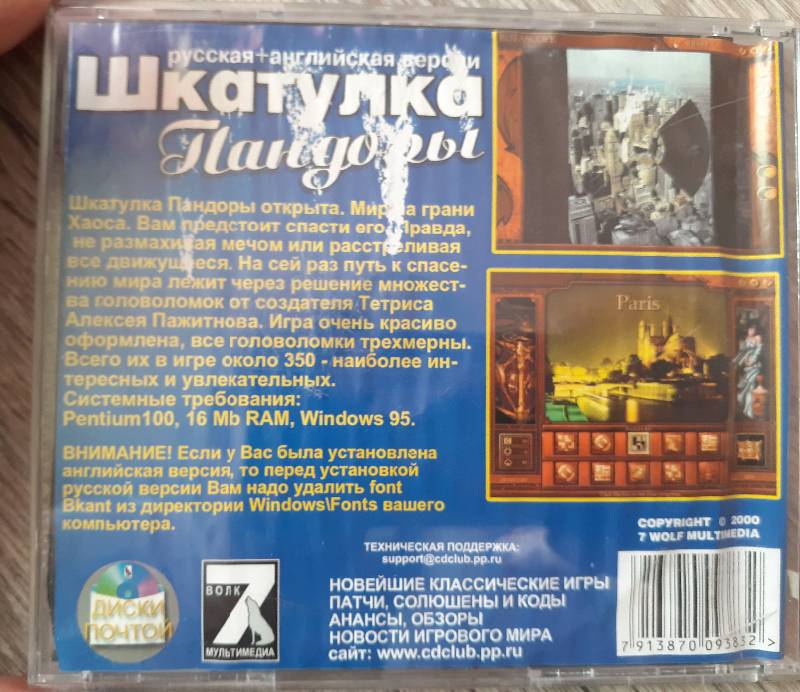 русская+английская версии
Шкатулка
Пандоры
Шкатулка Пандоры открыта. Мир на грани
Хаоса. Вам предстоит спасти его. Правда,
не размахивая мечом или расстреливая
все движущееся. На сей раз путь к спасе-
нию мира лежит через решение множест-
ва головоломок от создателя Тетриса
Алексея Пажитнова. Игра очень красиво
оформлена, все головоломки трехмерны.
Всего их в игре около 350 - наиболее ин-
тересных и увлекательных.
Системные требования:
Pentium100, 16 Mb RAM, Windows 95.
ВНИМАНИЕ! Если у Вас была установлена
английская версия, то перед установкой
русской версии Вам надо удалить font
Bkant из директории Windows\Fonts вашего
компьютера.
Paris
COPYRIGHT © 2000
7 WOLF MULTIMEDIA
ТЕХНИЧЕСКАЯ ПОДДЕРЖКА:
support@cdclub.pp.ru
ДИСКИ
ПОЧТОЙ
ВОЛК
7
МУЛЬТИМЕДИА
НОВЕЙШИЕ КЛАССИЧЕСКИЕ ИГРЫ
ПАТЧИ, СОЛЮШЕНЫ И КОДЫ
АНАНСЫ, ОБЗОРЫ
НОВОСТИ ИГРОВОГО МИРА
сайт: www.cdclub.pp.ru
7 913870 093832 >